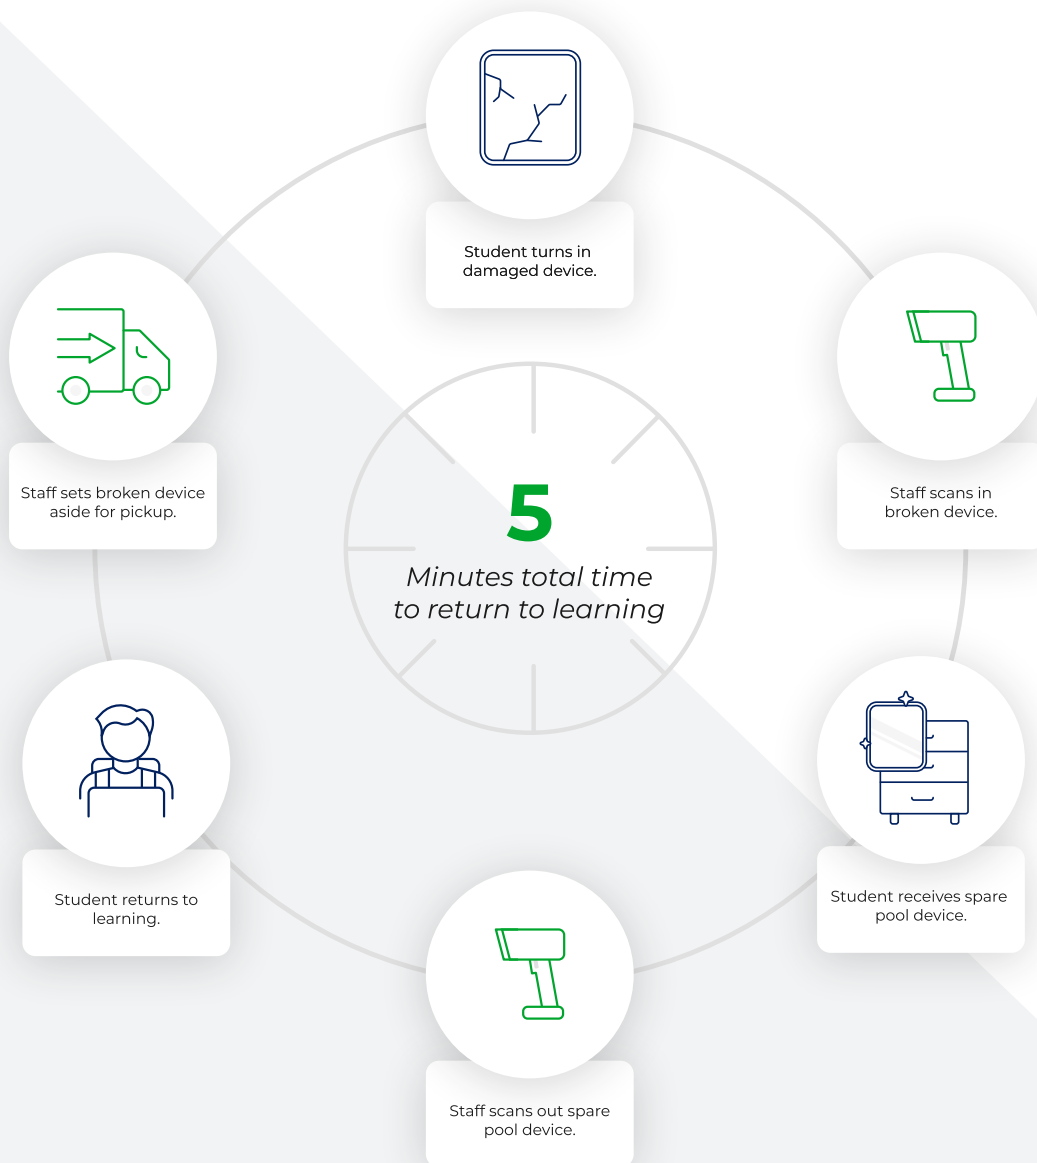 Student turns in
damaged device.
Staff scans in
broken device.
Student receives spare
pool device.
Staff scans out spare
pool device.
Student returns to
learning.
Staff sets broken device
aside for pickup.
5
Minutes total time
to return to learning